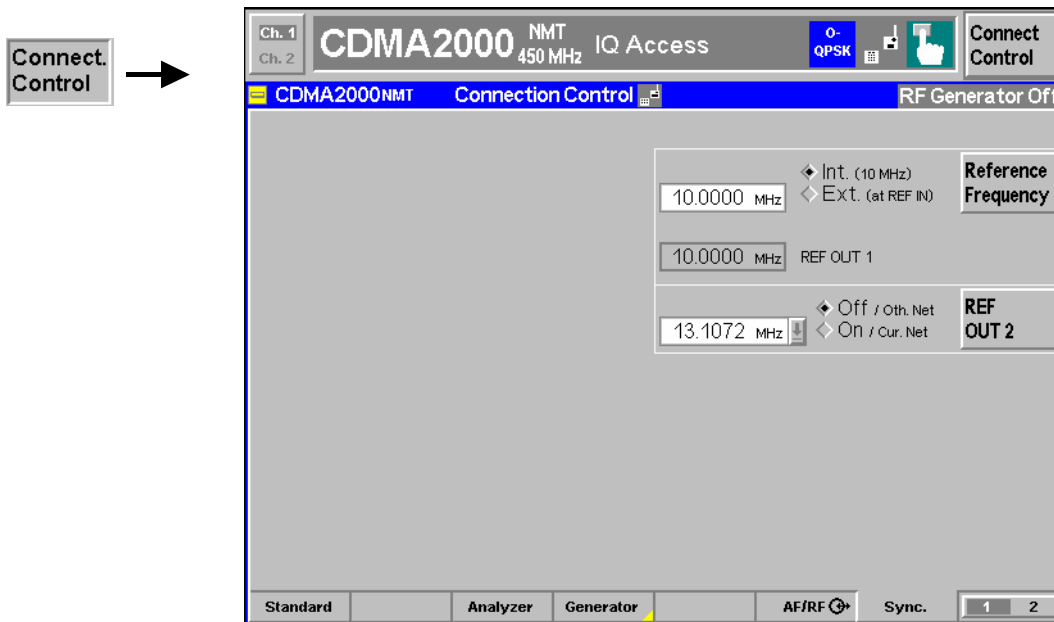 Connect.
Control
Ch. 1
Ch. 2
CDMA2000 NMT 450 MHz IQ Access
O-
QPSK
Connect
Control
CDMA2000NMT Connection Control RF Generator Off
10.0000 MHz
Int. (10 MHz)
Ext. (at REF IN)
Reference
Frequency
10.0000 MHz REF OUT 1
13.1072 MHz
Off / Oth. Net
On / Cur. Net
REF
OUT 2
Standard Analyzer Generator AF/RF Sync. 1 2